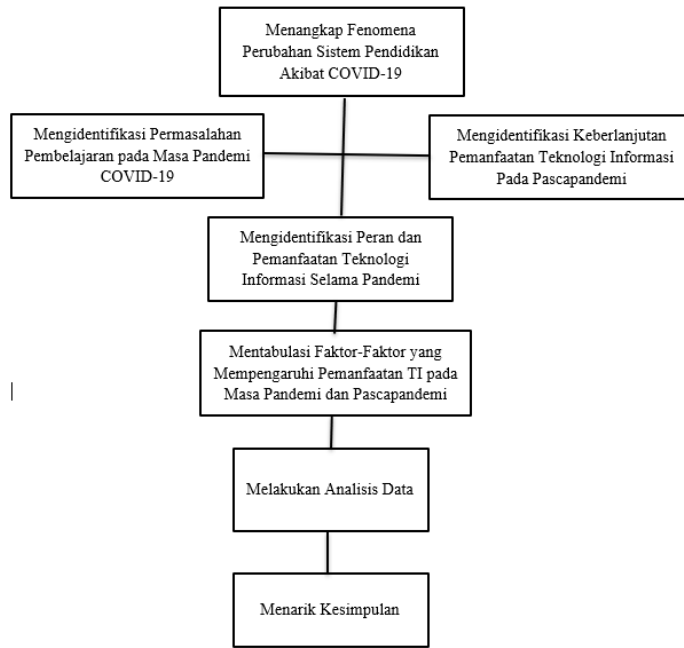 Menangkap Fenomena
Perubahan Sistem Pendidikan
Akibat COVID-19
Mengidentifikasi Permasalahan
Pembelajaran pada Masa Pandemi
COVID-19
Mengidentifikasi Keberlanjutan
Pemanfaatan Teknologi Informasi
Pada Pascapandemi
Mengidentifikasi Peran dan
Pemanfaatan Teknologi
Informasi Selama Pandemi
Mentabulasi Faktor-Faktor yang
Mempengaruhi Pemanfaatan TI pada
Masa Pandemi dan Pascapandemi
Melakukan Analisis Data
Menarik Kesimpulan